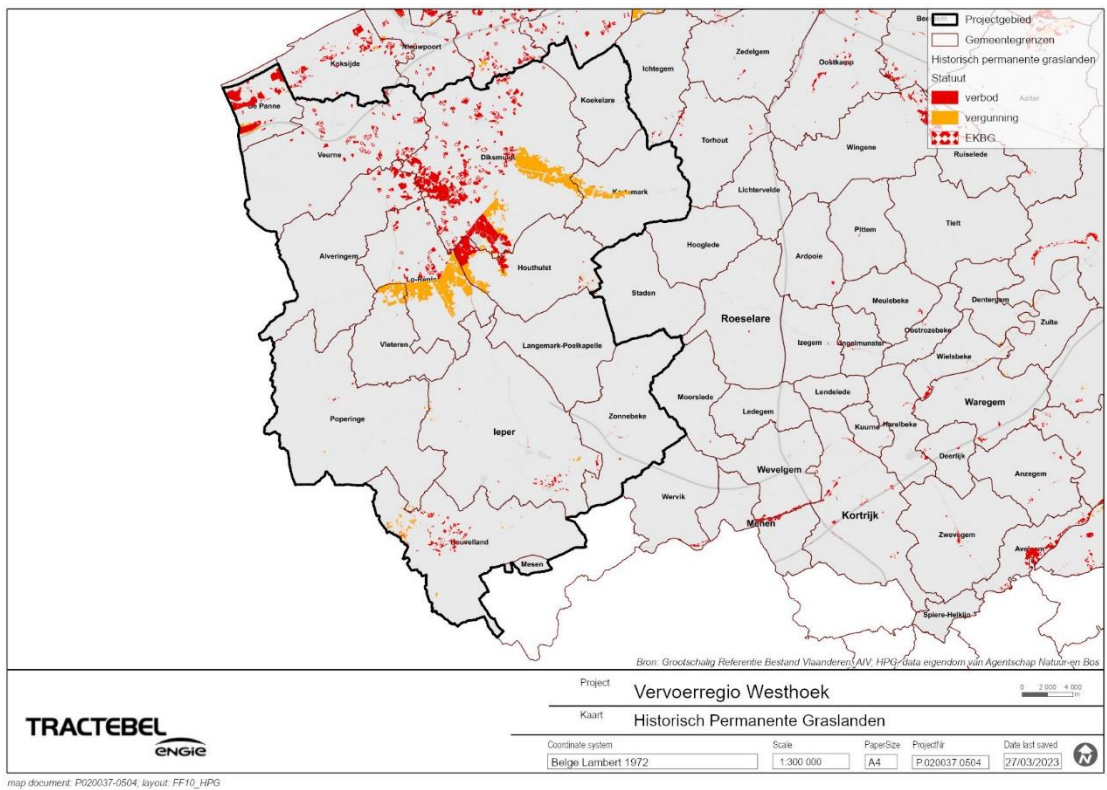 Projectgebied
Gemeentegrenzen
Historisch permanente graslanden
Statuut
verbod
vergunning
EKBG
Nieuwpoort
Koksijde
De Panne
Veurne
Diksmuide
Koekelare
Kortemark
Alveringem
Lo-Reninge
Houthulst
Vleteren
Langemark-Poelkapelle
Poperinge
Ieper
Zonnebeke
Heuvelland
Mesen
Ichtegem
Zedelgem
Oostkamp
Aalter
Ruiselede
Torhout
Wingene
Lichtervelde
Tielt
Pittem
Hooglede
Ardooie
Staden
Roeselare
Meulebeke
Dentergem
Zulte
Oostrozebeke
Izegem
Ingelmunster
Wielsbeke
Moorslede
Ledegem
Lendelede
Waregem
Kuurne
Harelbeke
Wevelgem
Deerlijk
Anzegem
Wervik
Menen
Kortrijk
Zwevegem
Avelgem
Spiere-Helkijn
Bron: Grootschalig Referentie Bestand Vlaanderen, AIV, HPG, data eigendom van Agentschap Natuur en Bos
Project
Vervoerregio Westhoek
0 2 000 4 000
m
Kaart
Historisch Permanente Graslanden
TRACTEBEL
ENGIE
Coordinate system
Scale
PaperSize
ProjectNr
Date last saved
Belge Lambert 1972
1:300 000
A4
P.020037.0504
27/03/2023
N
map document: P020037-0504; layout: FF10_HPG